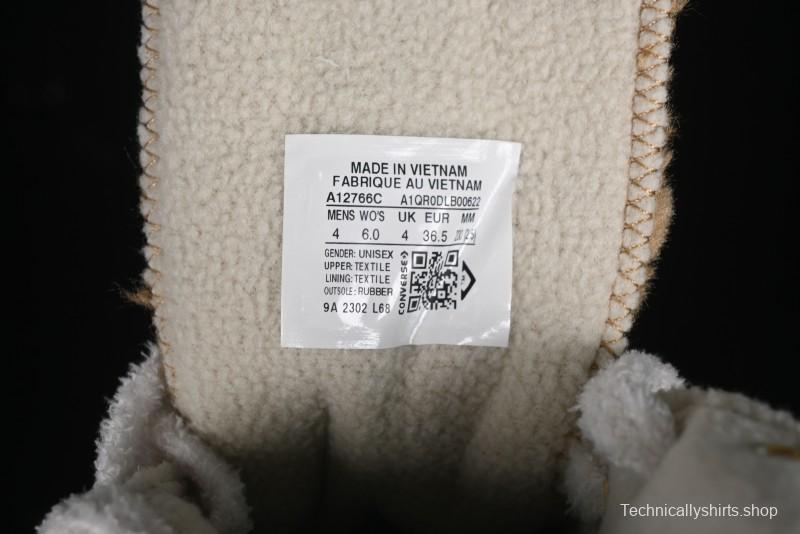 MADE IN VIETNAM
FABRIQUE AU VIETNAM
A12766C A1QR0DLB00622
MENS WO'S UK EUR MM
4 6.0 4 36.5
GENDER: UNISEX
UPPER: TEXTILE
LINING: TEXTILE
OUTSOLE: RUBBER
9A 2302 L68
CONVERSE
Technicallyshirts.shop